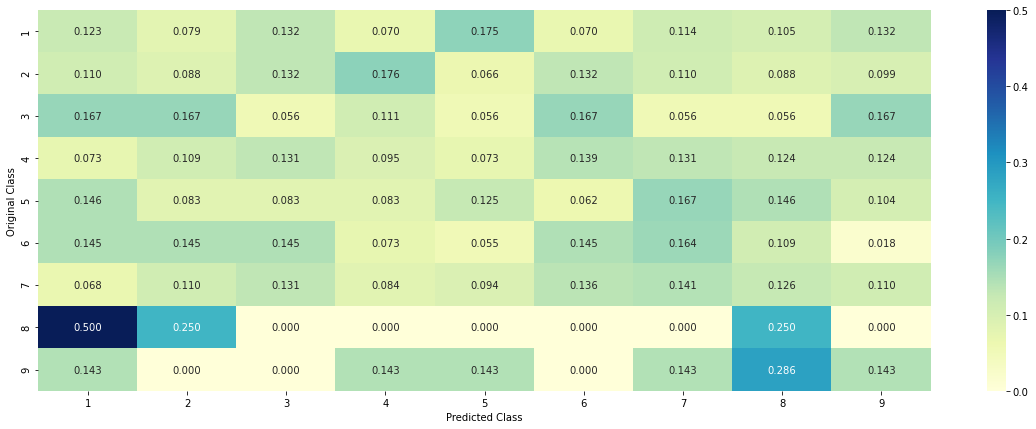 1 0.123 0.079 0.132 0.070 0.175 0.070 0.114 0.105 0.132
2 0.110 0.088 0.132 0.176 0.066 0.132 0.110 0.088 0.099
3 0.167 0.167 0.056 0.111 0.056 0.167 0.056 0.056 0.167
4 0.073 0.109 0.131 0.095 0.073 0.139 0.131 0.124 0.124
5 0.146 0.083 0.083 0.083 0.125 0.062 0.167 0.146 0.104
6 0.145 0.145 0.145 0.073 0.055 0.145 0.164 0.109 0.018
7 0.068 0.110 0.131 0.084 0.094 0.136 0.141 0.126 0.110
8 0.500 0.250 0.000 0.000 0.000 0.000 0.000 0.250 0.000
9 0.143 0.000 0.000 0.143 0.143 0.000 0.143 0.286 0.143
1 2 3 4 5 6 7 8 9
Predicted Class
Original Class
0.5
0.4
0.3
0.2
0.1
0.0